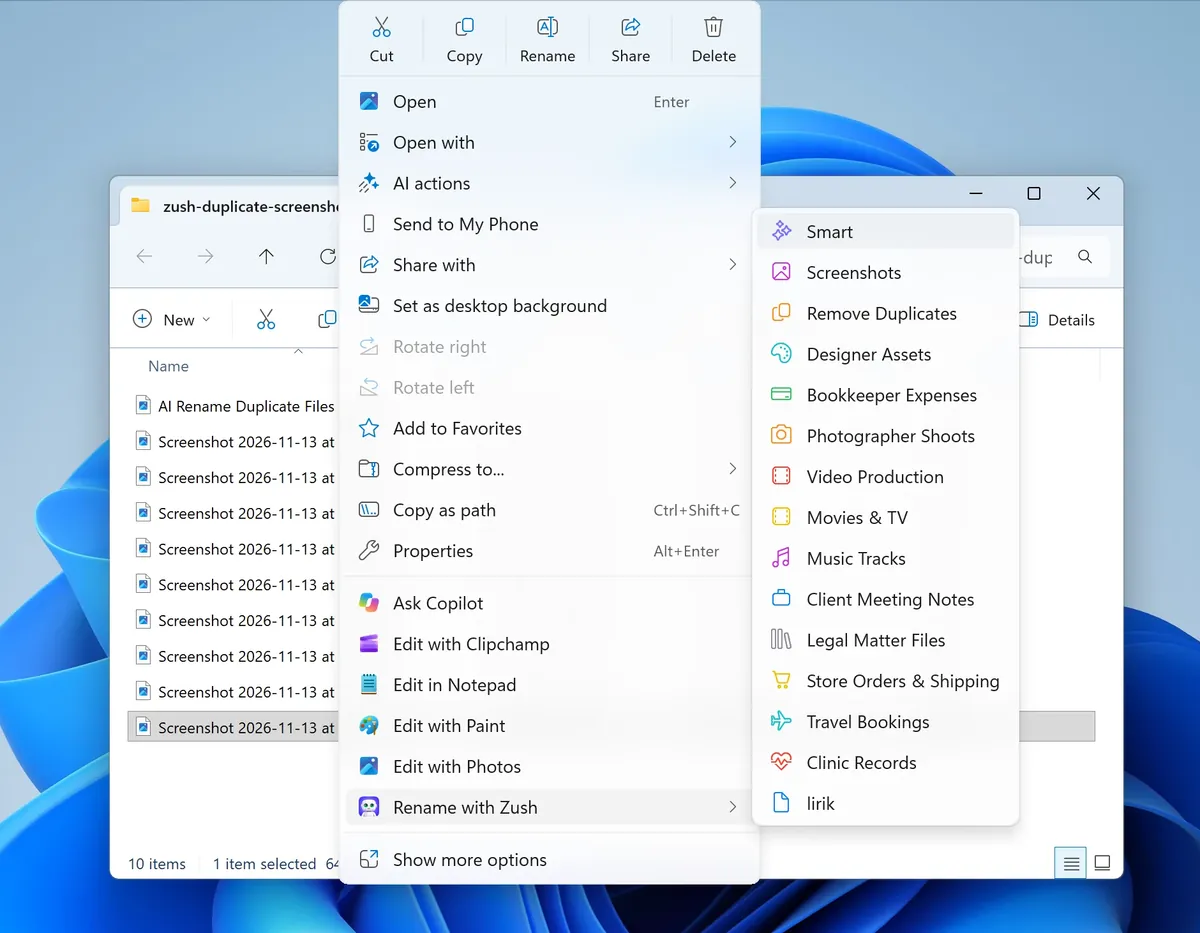 Cut Copy Rename Share Delete
Open Enter
Open with
AI actions
Send to My Phone
Share with
Set as desktop background
Rotate right
Rotate left
Add to Favorites
Compress to...
Copy as path Ctrl+Shift+C
Properties Alt+Enter
Ask Copilot
Edit with Clipchamp
Edit in Notepad
Edit with Paint
Edit with Photos
Rename with Zush
Show more options
Smart
Screenshots
Remove Duplicates
Designer Assets
Bookkeeper Expenses
Photographer Shoots
Video Production
Movies & TV
Music Tracks
Client Meeting Notes
Legal Matter Files
Store Orders & Shipping
Travel Bookings
Clinic Records
lirik
zush-duplicate-screensh
-dup
New
Details
Name
AI Rename Duplicate Files
Screenshot 2026-11-13 at
Screenshot 2026-11-13 at
Screenshot 2026-11-13 at
Screenshot 2026-11-13 at
Screenshot 2026-11-13 at
Screenshot 2026-11-13 at
Screenshot 2026-11-13 at
Screenshot 2026-11-13 at
Screenshot 2026-11-13 at
10 items 1 item selected 64